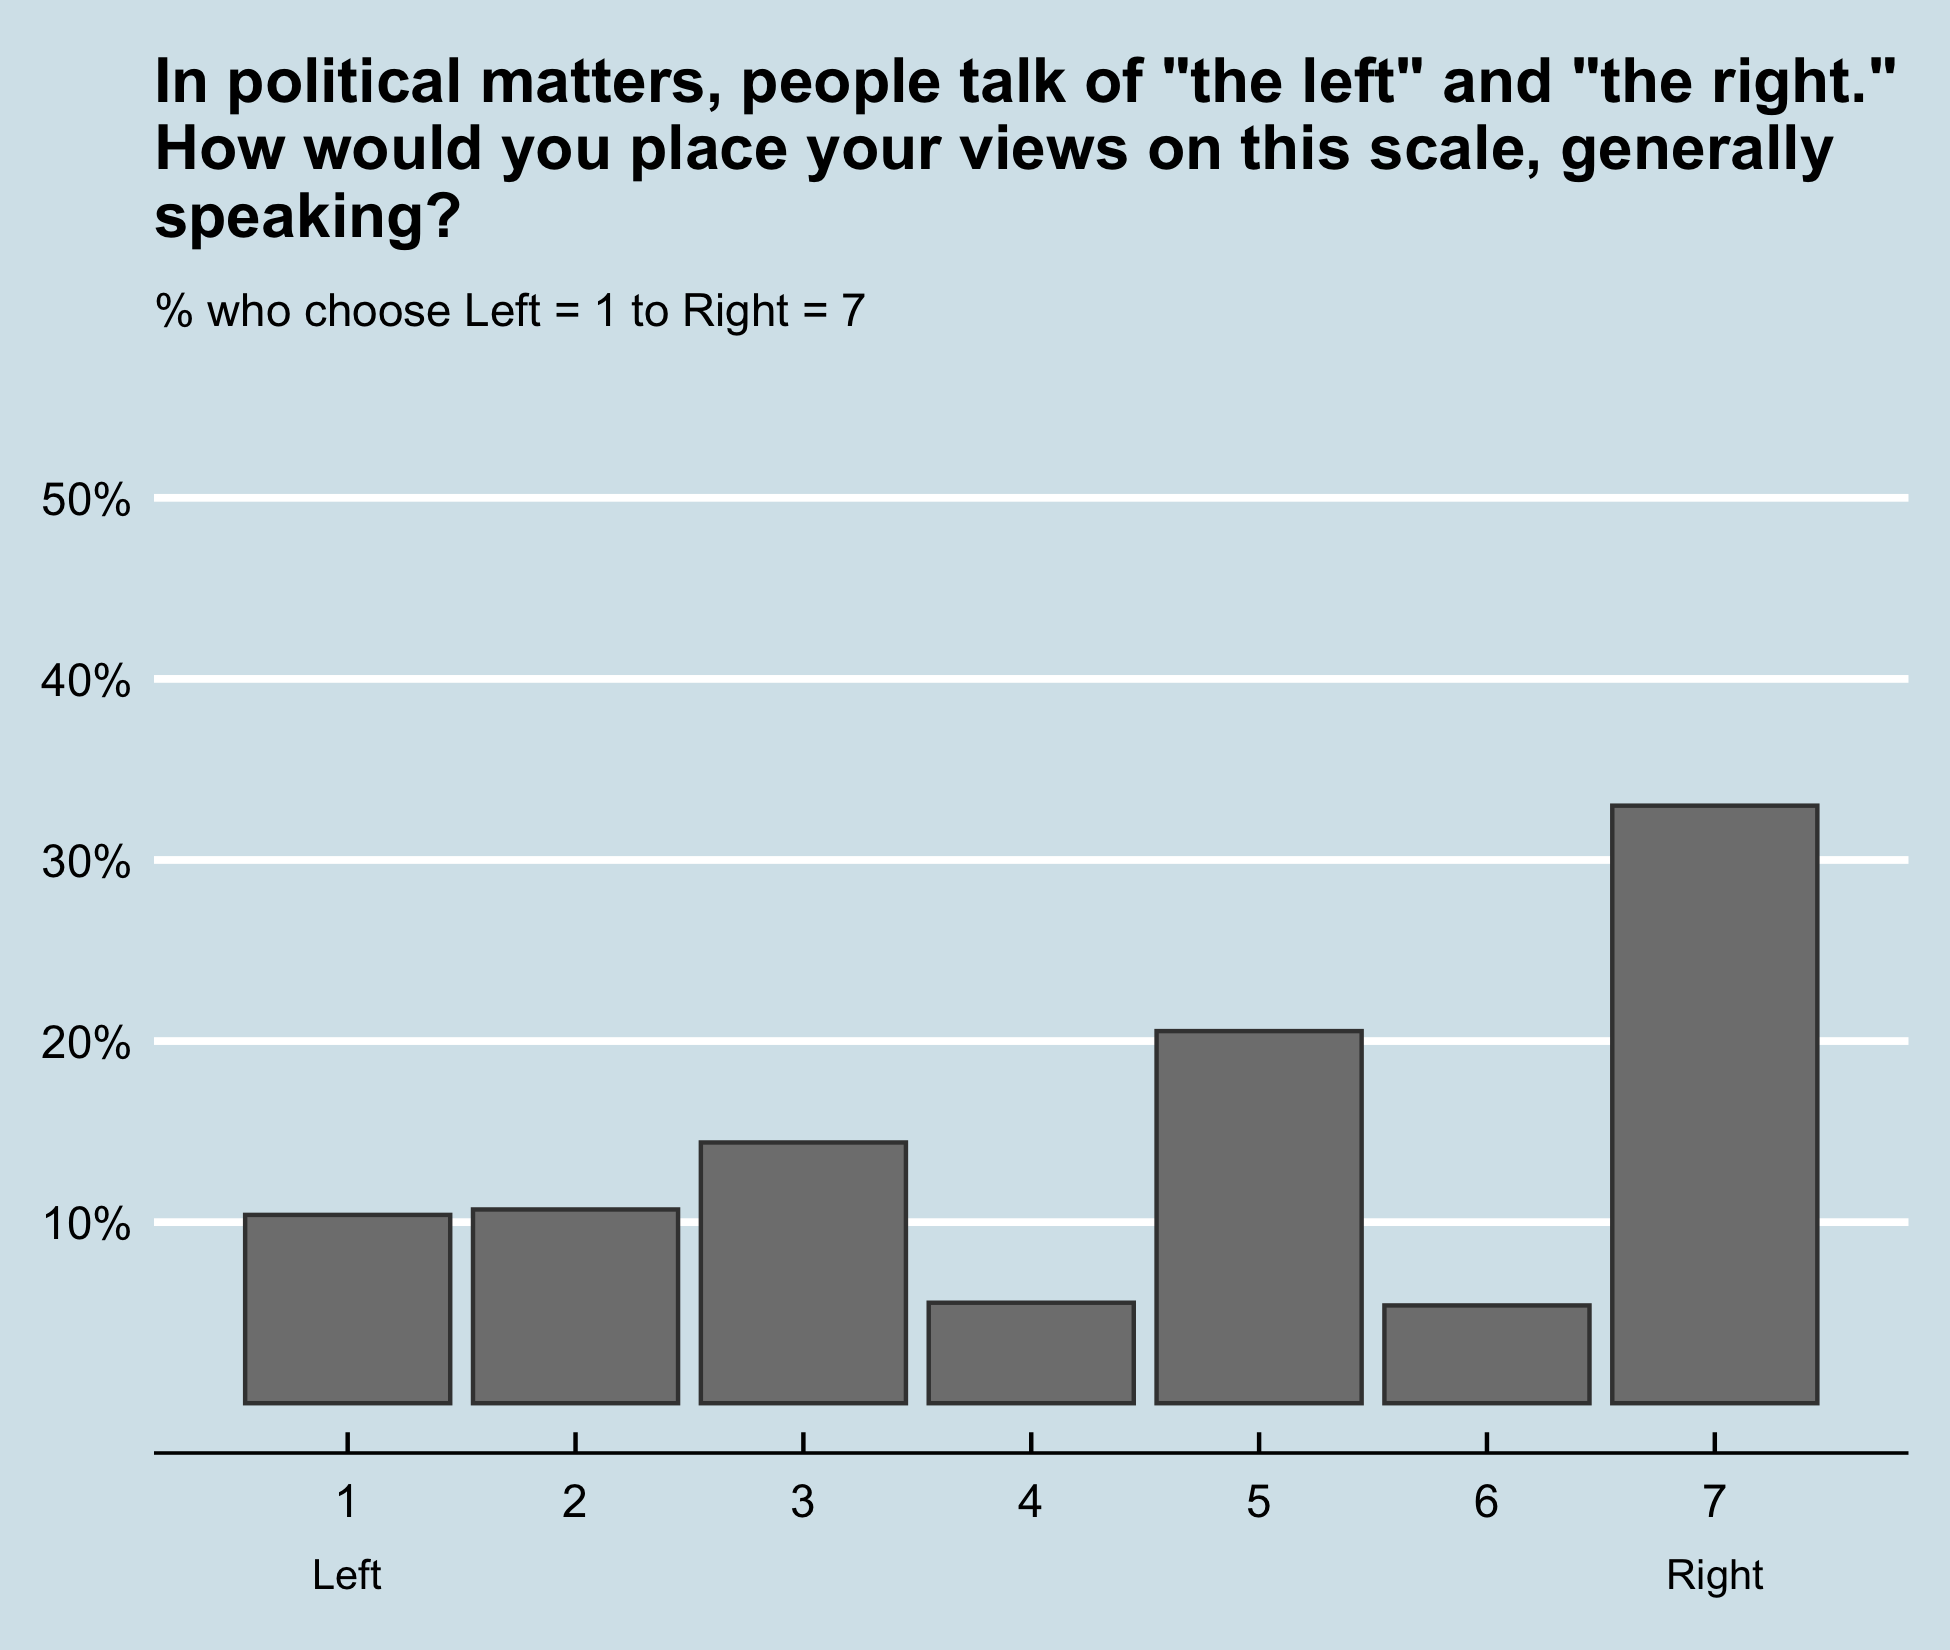 In political matters, people talk of "the left" and "the right."
How would you place your views on this scale, generally
speaking?
% who choose Left = 1 to Right = 7
50%
40%
30%
20%
10%
1 2 3 4 5 6 7
Left Right